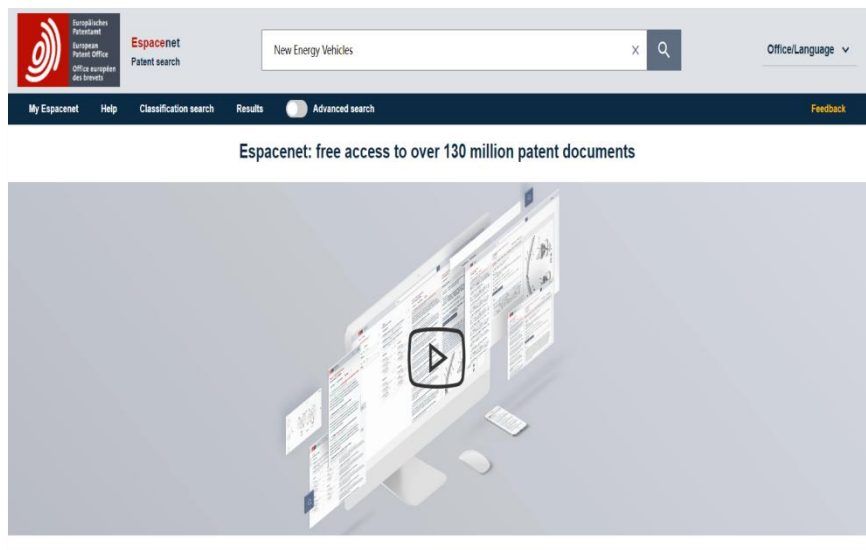 Europäisches
Patentamt
European
Patent Office
Office européen
des brevets
Espacenet
Patent search
New Energy Vehicles X
Office/Language
My Espacenet Help Classification search Results Advanced search Feedback
Espacenet: free access to over 130 million patent documents